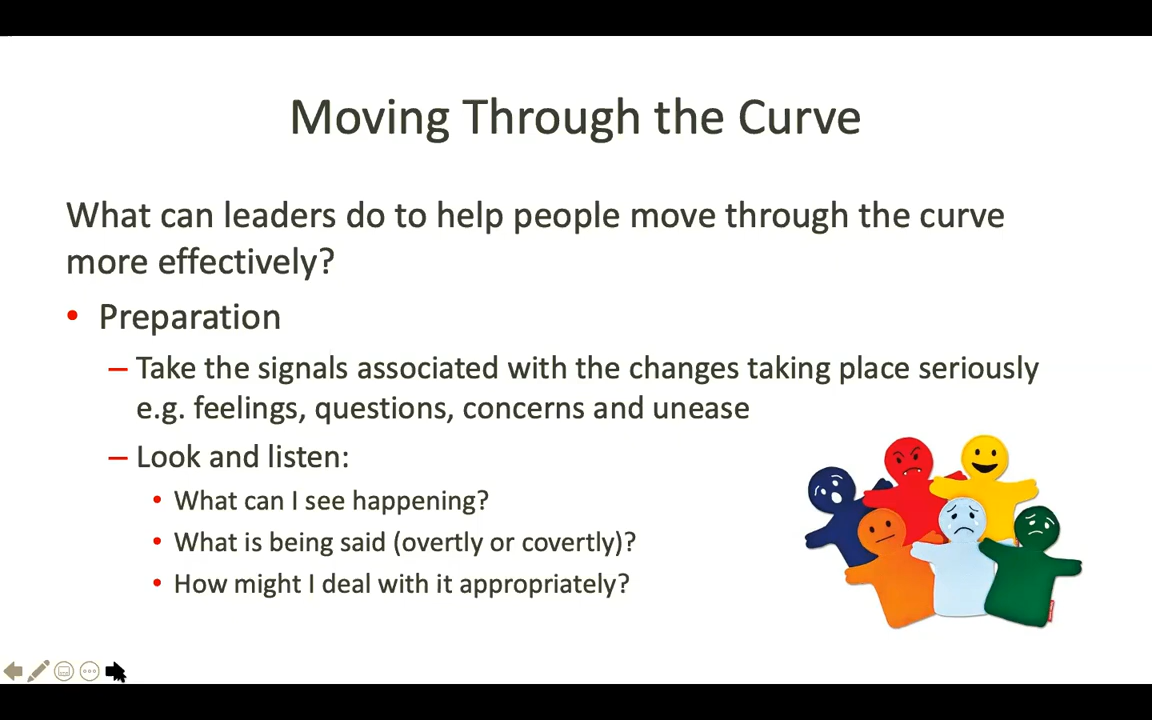 Moving Through the Curve
What can leaders do to help people move through the curve
more effectively?
• Preparation
– Take the signals associated with the changes taking place seriously
e.g. feelings, questions, concerns and unease
– Look and listen:
• What can I see happening?
• What is being said (overtly or covertly)?
• How might I deal with it appropriately?